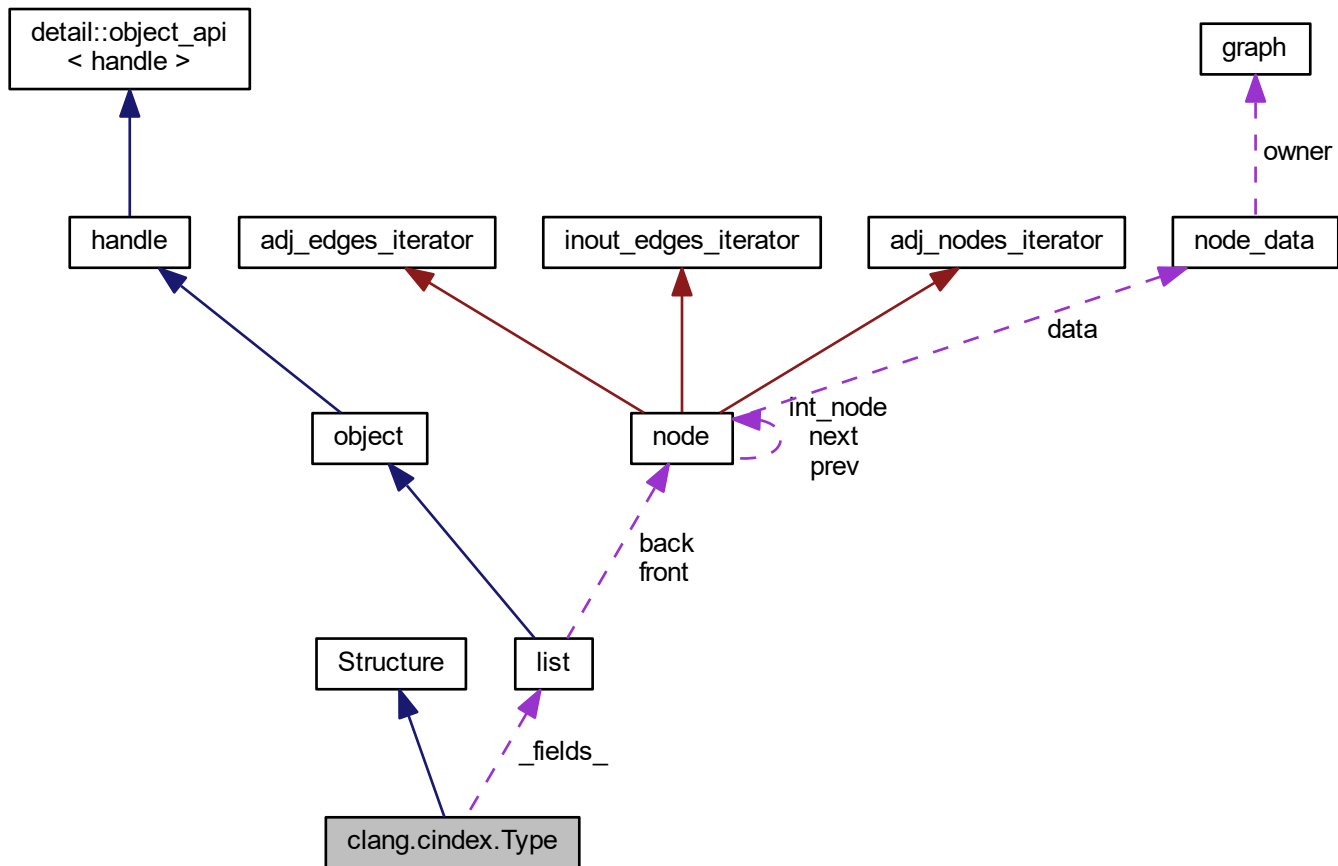 detail::object_api
< handle >
graph
owner
handle
adj_edges_iterator
inout_edges_iterator
adj_nodes_iterator
node_data
data
object
node
int_node
next
prev
back
front
Structure
list
_fields_
clang.cindex.Type